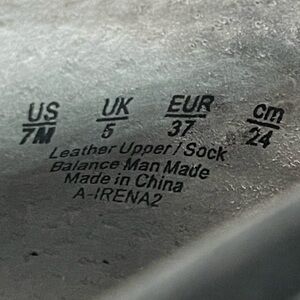 US UK EUR cm
7M 5 37 24
Leather Upper / Sock
Balance Man Made
Made in China
A-IRENA2